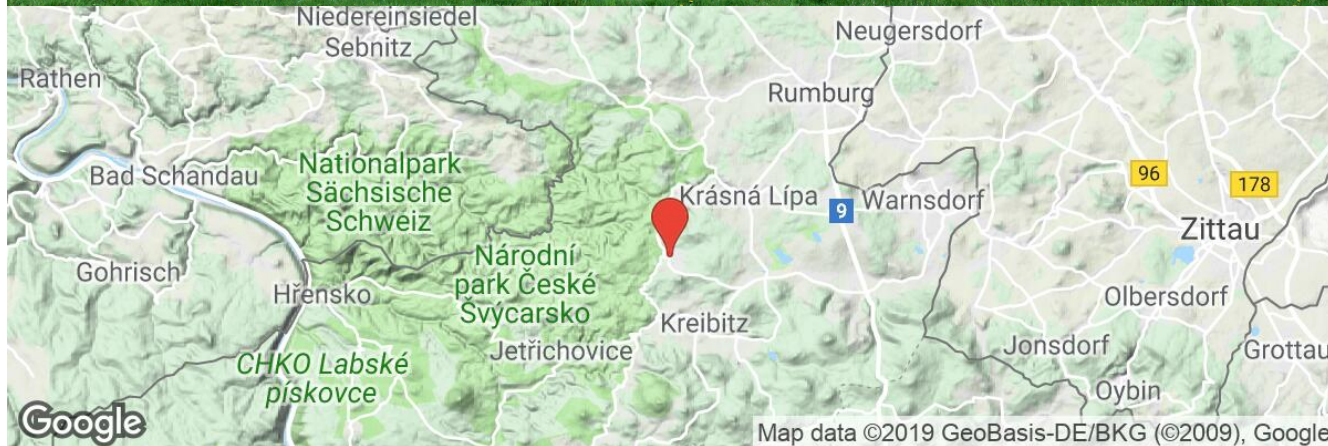 Niedereinsiedel
Sebnitz
Neugersdorf
Rathen
Rumburg
Bad Schandau
Nationalpark
Sächsische
Schweiz
Krásná Lípa
9
Warnsdorf
96
178
Zittau
Gohrisch
Hřensko
Národní
park České
Švýcarsko
Kreibitz
Olbersdorf
Jetřichovice
Jonsdorf
Grottau
CHKO Labské
pískovce
Oybin
Google
Map data ©2019 GeoBasis-DE/BKG (©2009), Google